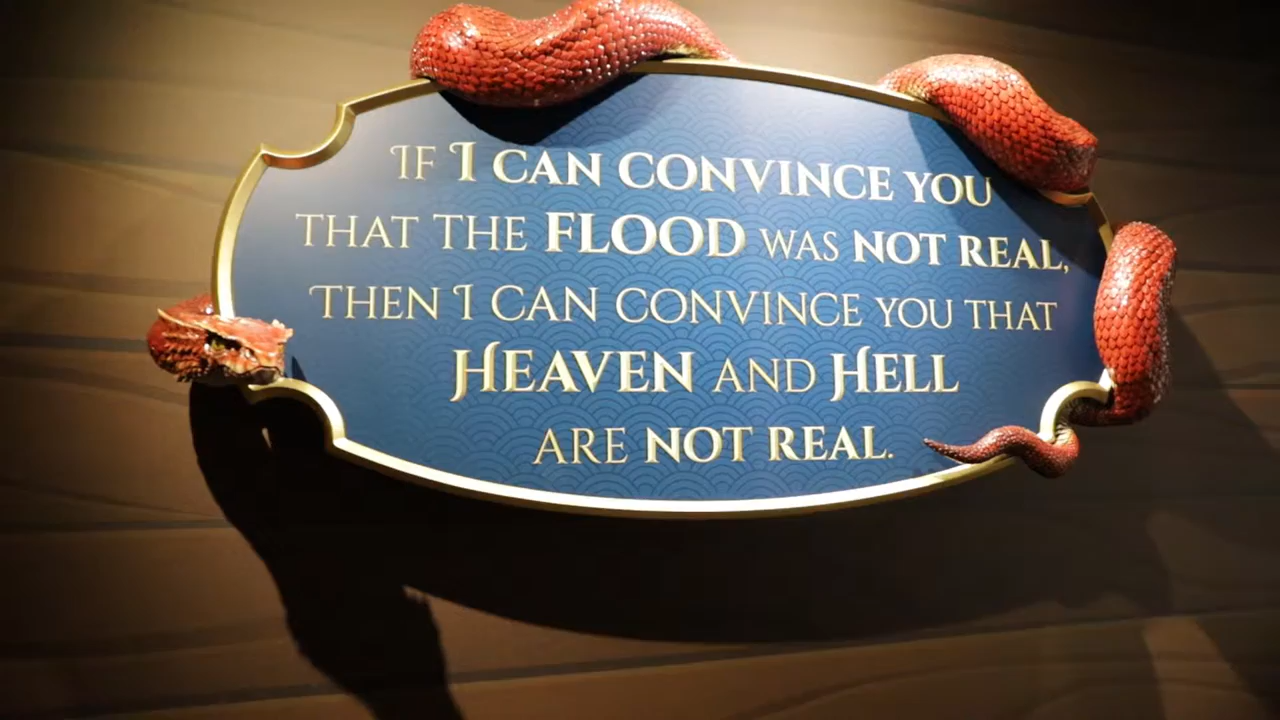 IF I CAN CONVINCE YOU
THAT THE FLOOD WAS NOT REAL,
THEN I CAN CONVINCE YOU THAT
HEAVEN AND HELL
ARE NOT REAL.